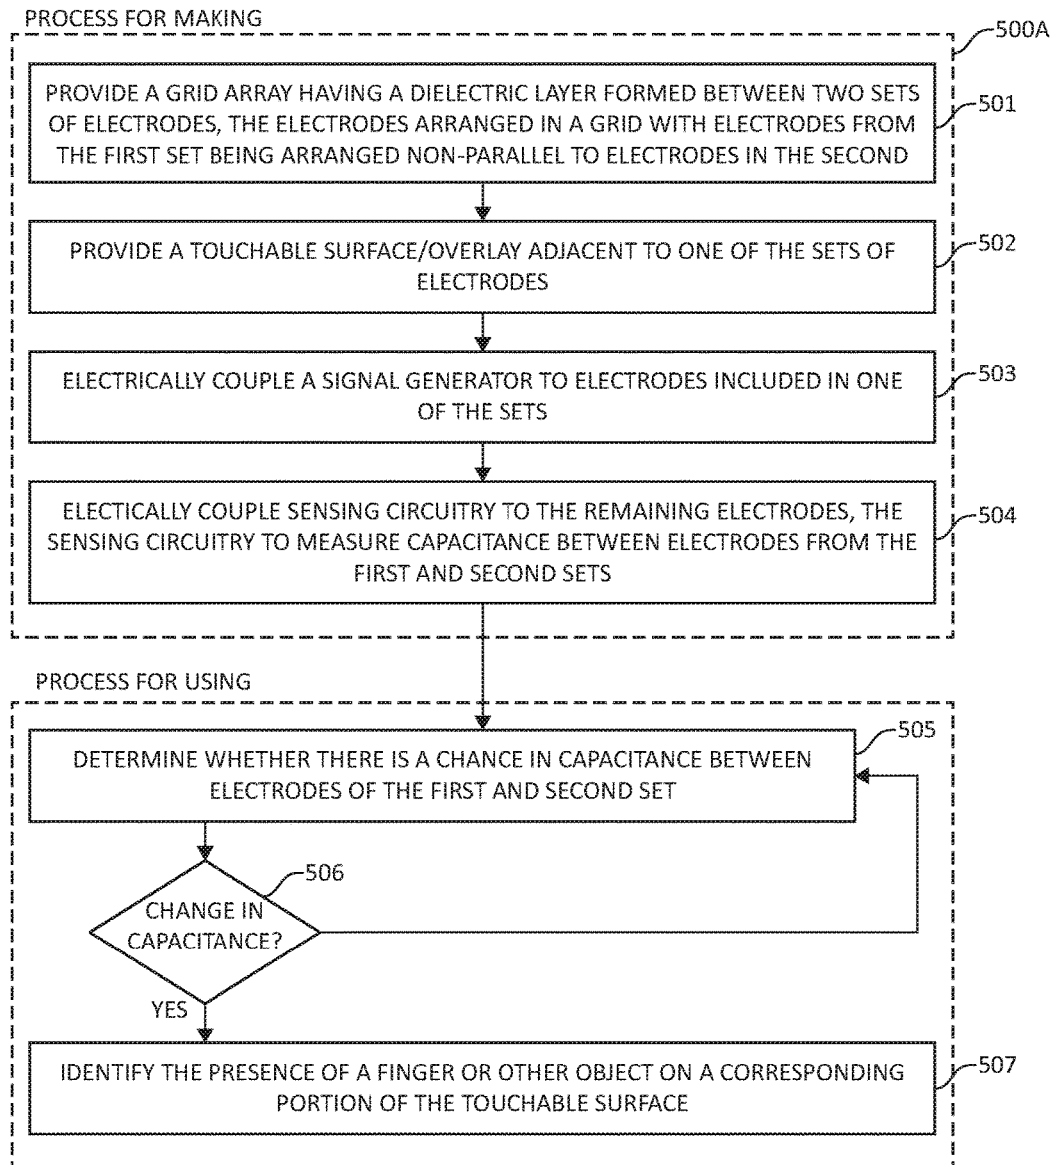 PROCESS FOR MAKING
500A
PROVIDE A GRID ARRAY HAVING A DIELECTRIC LAYER FORMED BETWEEN TWO SETS
OF ELECTRODES, THE ELECTRODES ARRANGED IN A GRID WITH ELECTRODES FROM
THE FIRST SET BEING ARRANGED NON-PARALLEL TO ELECTRODES IN THE SECOND
501
PROVIDE A TOUCHABLE SURFACE/OVERLAY ADJACENT TO ONE OF THE SETS OF
ELECTRODES
502
ELECTRICALLY COUPLE A SIGNAL GENERATOR TO ELECTRODES INCLUDED IN ONE
OF THE SETS
503
ELECTICALLY COUPLE SENSING CIRCUITRY TO THE REMAINING ELECTRODES, THE
SENSING CIRCUITRY TO MEASURE CAPACITANCE BETWEEN ELECTRODES FROM THE
FIRST AND SECOND SETS
504
PROCESS FOR USING
DETERMINE WHETHER THERE IS A CHANCE IN CAPACITANCE BETWEEN
ELECTRODES OF THE FIRST AND SECOND SET
505
CHANGE IN
CAPACITANCE?
506
YES
IDENTIFY THE PRESENCE OF A FINGER OR OTHER OBJECT ON A CORRESPONDING
PORTION OF THE TOUCHABLE SURFACE
507